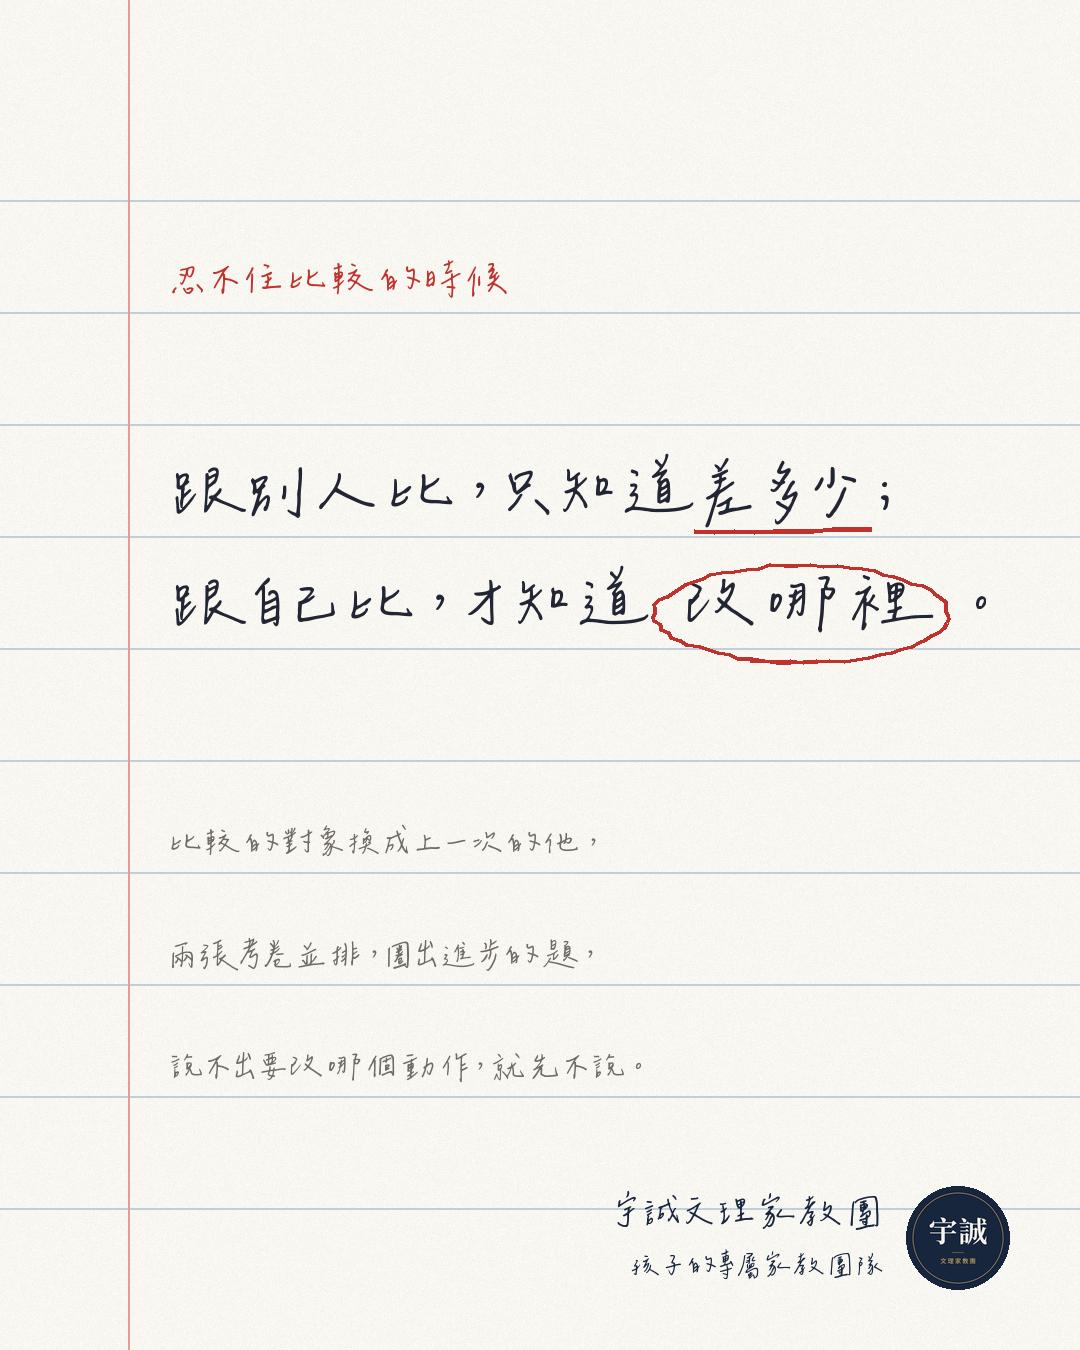 忍不住比較的時候
跟別人比，只知道差多少；
跟自己比，才知道改哪裡。
比較的對象換成上一次的他，
兩張考卷並排，圈出進步的題，
說不出要改哪個動作，就先不說。
宇誠文理家教團
孩子的專屬家教團隊
宇誠
文理家教團